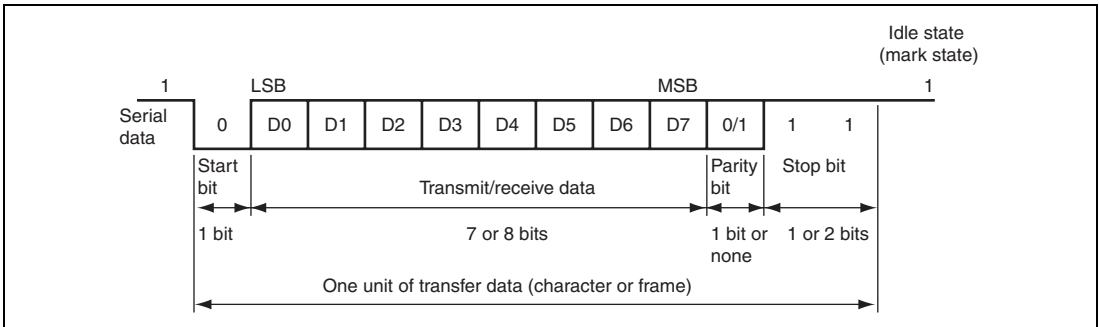 Idle state
(mark state)
1 LSB MSB 1
Serial
data
0 D0 D1 D2 D3 D4 D5 D6 D7 0/1 1 1
Start
bit
Transmit/receive data
Parity
bit
Stop bit
1 bit
7 or 8 bits
1 bit or
none
1 or 2 bits
One unit of transfer data (character or frame)